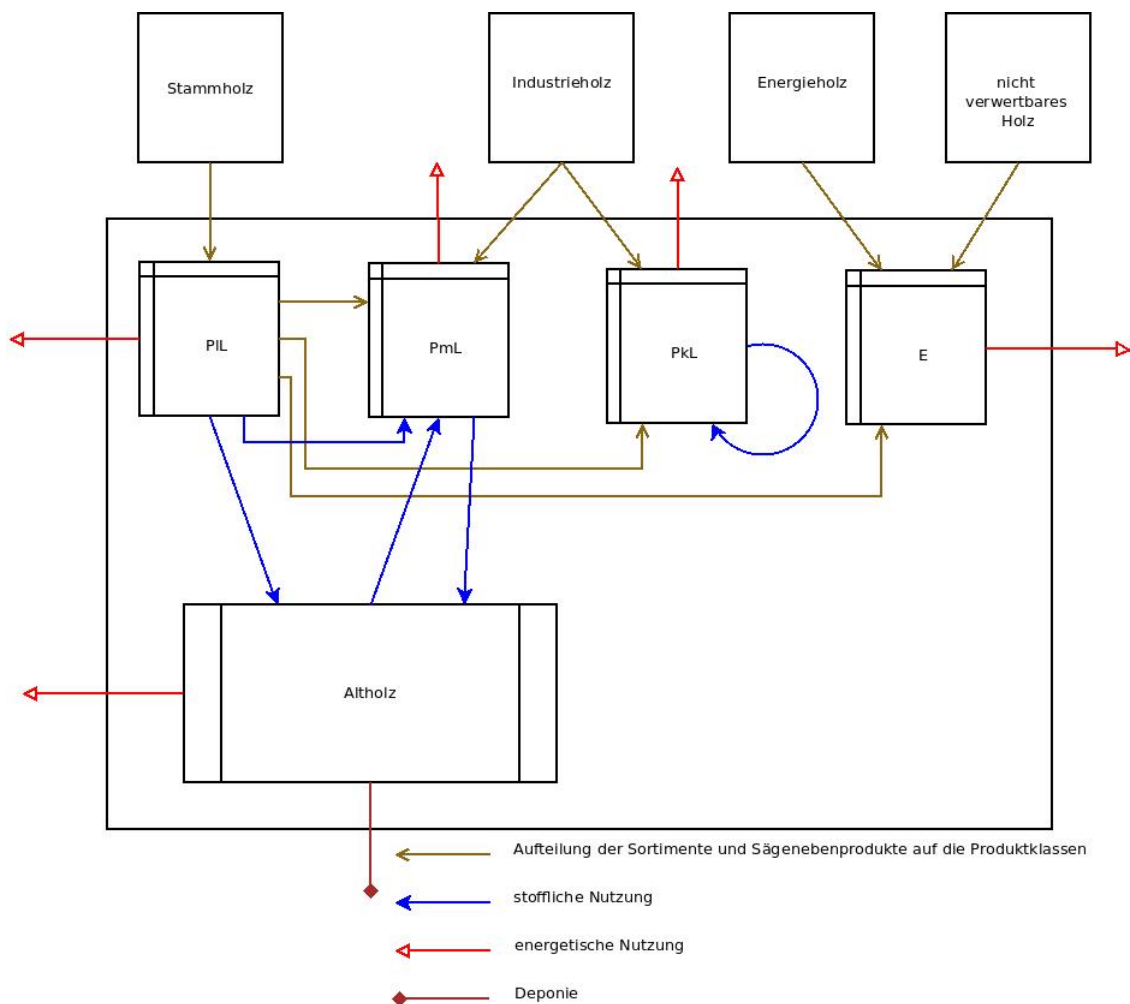 Stammholz
Industrieholz
Energieholz
nicht
verwertbares
Holz
PlL
PmL
PkL
E
Altholz
Aufteilung der Sortimente und Sägenebenprodukte auf die Produktklassen
stoffliche Nutzung
energetische Nutzung
Deponie